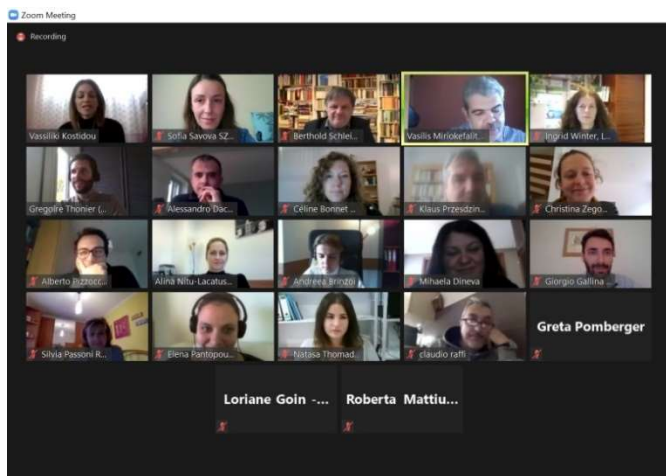 Zoom Meeting
Recording
Vassiliki Kostidou
Sofia Savova SZ...
Berthold Schlei...
Vasilis Miriokefalit...
Ingrid Winter, L...
Gregoire Thonier (...
Alessandro Dac...
Céline Bonnet ...
Klaus Przesdzin...
Christina Zego...
Alberto Pizzocc...
Alina Nitu-Lacatus...
Andreea Brinzoi
Mihaela Dineva
Giorgio Gallina ...
Silvia Passoni R...
Elena Pantopou...
Natasa Thomad...
claudio raffi
Greta Pomberger
Loriane Goin -...
Roberta Mattiu...